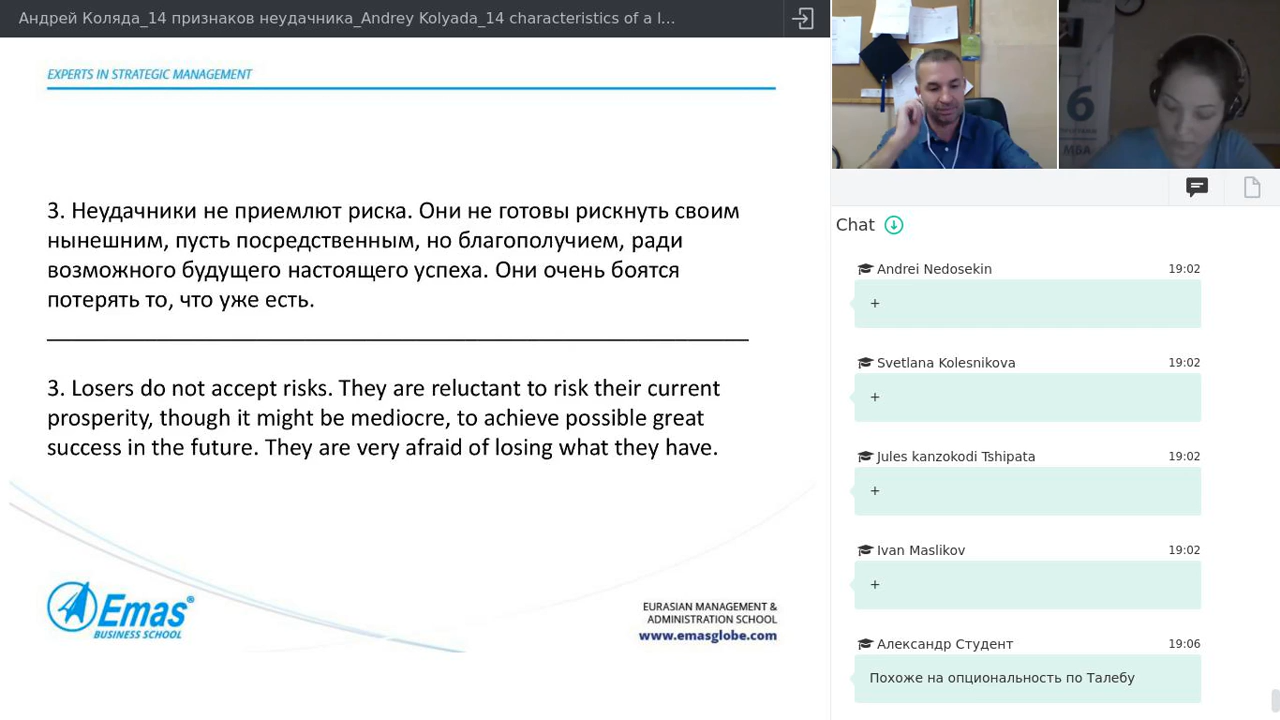 Андрей Коляда_14 признаков неудачника_Andrey Kolyada_14 characteristics of a l...
EXPERTS IN STRATEGIC MANAGEMENT
3. Неудачники не приемлют риска. Они не готовы рискнуть своим
нынешним, пусть посредственным, но благополучием, ради
возможного будущего настоящего успеха. Они очень боятся
потерять то, что уже есть.
3. Losers do not accept risks. They are reluctant to risk their current
prosperity, though it might be mediocre, to achieve possible great
success in the future. They are very afraid of losing what they have.
Emas®
BUSINESS SCHOOL
EURASIAN MANAGEMENT &
ADMINISTRATION SCHOOL
www.emasglobe.com
6
MBA
Chat
Andrei Nedosekin 19:02
+
Svetlana Kolesnikova 19:02
+
Jules kanzokodi Tshipata 19:02
+
Ivan Maslikov 19:02
+
Александр Студент 19:06
Похоже на опциональность по Талебу